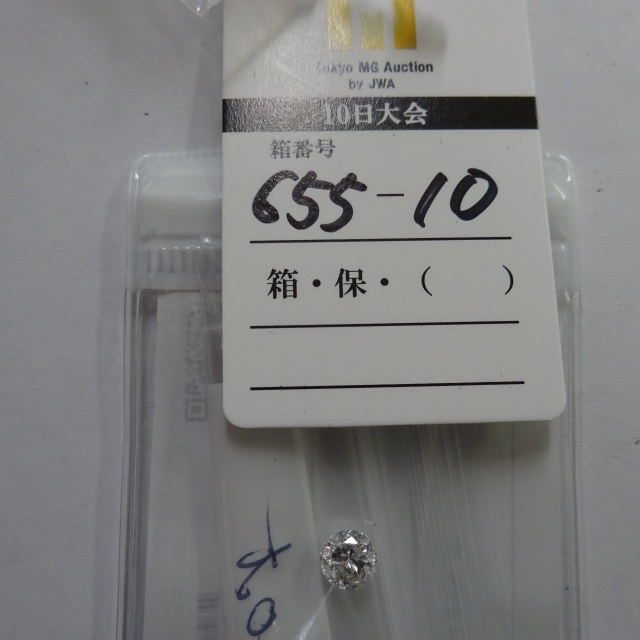 Tokyo MG Auction
by JWA
10日大会
箱番号
655-10
箱・保・（　　）